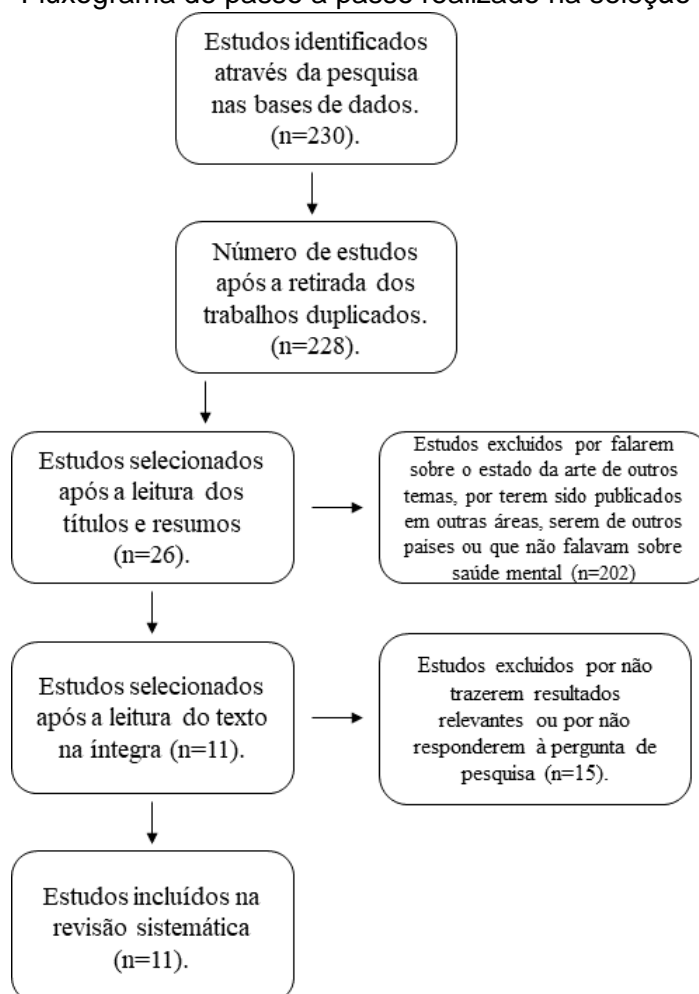 Fluxograma do passo a passo realizado na seleção
Estudos identificados
através da pesquisa
nas bases de dados.
(n=230).
Número de estudos
após a retirada dos
trabalhos duplicados.
(n=228).
Estudos selecionados
após a leitura dos
títulos e resumos
(n=26).
Estudos excluidos por falarem
sobre o estado da arte de outros
temas, por terem sido publicados
em outras áreas, serem de outros
países ou que não falavam sobre
saúde mental (n=202)
Estudos selecionados
após a leitura do texto
na íntegra (n=11).
Estudos excluidos por não
trazerem resultados
relevantes ou por não
responderem à pergunta de
pesquisa (n=15).
Estudos incluídos na
revisão sistemática
(n=11).